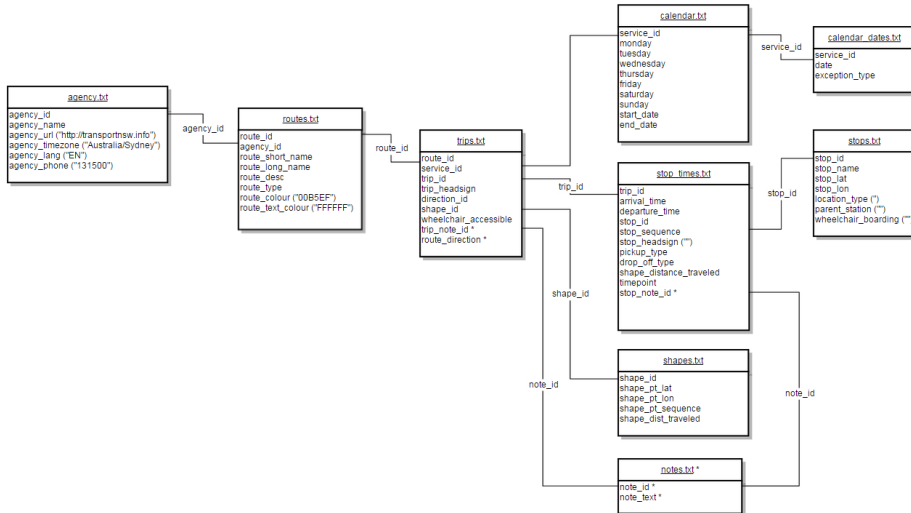 agency.txt
agency_id
agency_name
agency_url ("http://transportnsw.info")
agency_timezone ("Australia/Sydney")
agency_lang ("EN")
agency_phone ("131500")
agency_id
routes.txt
route_id
agency_id
route_short_name
route_long_name
route_desc
route_type
route_colour ("00B5EF")
route_text_colour ("FFFFFF")
route_id
trips.txt
route_id
service_id
trip_id
trip_headsign
direction_id
shape_id
wheelchair_accessible
trip_note_id *
route_direction *
calendar.txt
service_id
monday
tuesday
wednesday
thursday
friday
saturday
sunday
start_date
end_date
service_id
calendar_dates.txt
service_id
date
exception_type
trip_id
stop_times.txt
trip_id
arrival_time
departure_time
stop_id
stop_sequence
stop_headsign ("")
pickup_type
drop_off_type
shape_distance_traveled
timepoint
stop_note_id *
stop_id
stops.txt
stop_id
stop_name
stop_lat
stop_lon
location_type (")
parent_station ("")
wheelchair_boarding (""
shape_id
shapes.txt
shape_id
shape_pt_lat
shape_pt_lon
shape_pt_sequence
shape_dist_traveled
note_id
note_id
notes.txt *
note_id *
note_text *